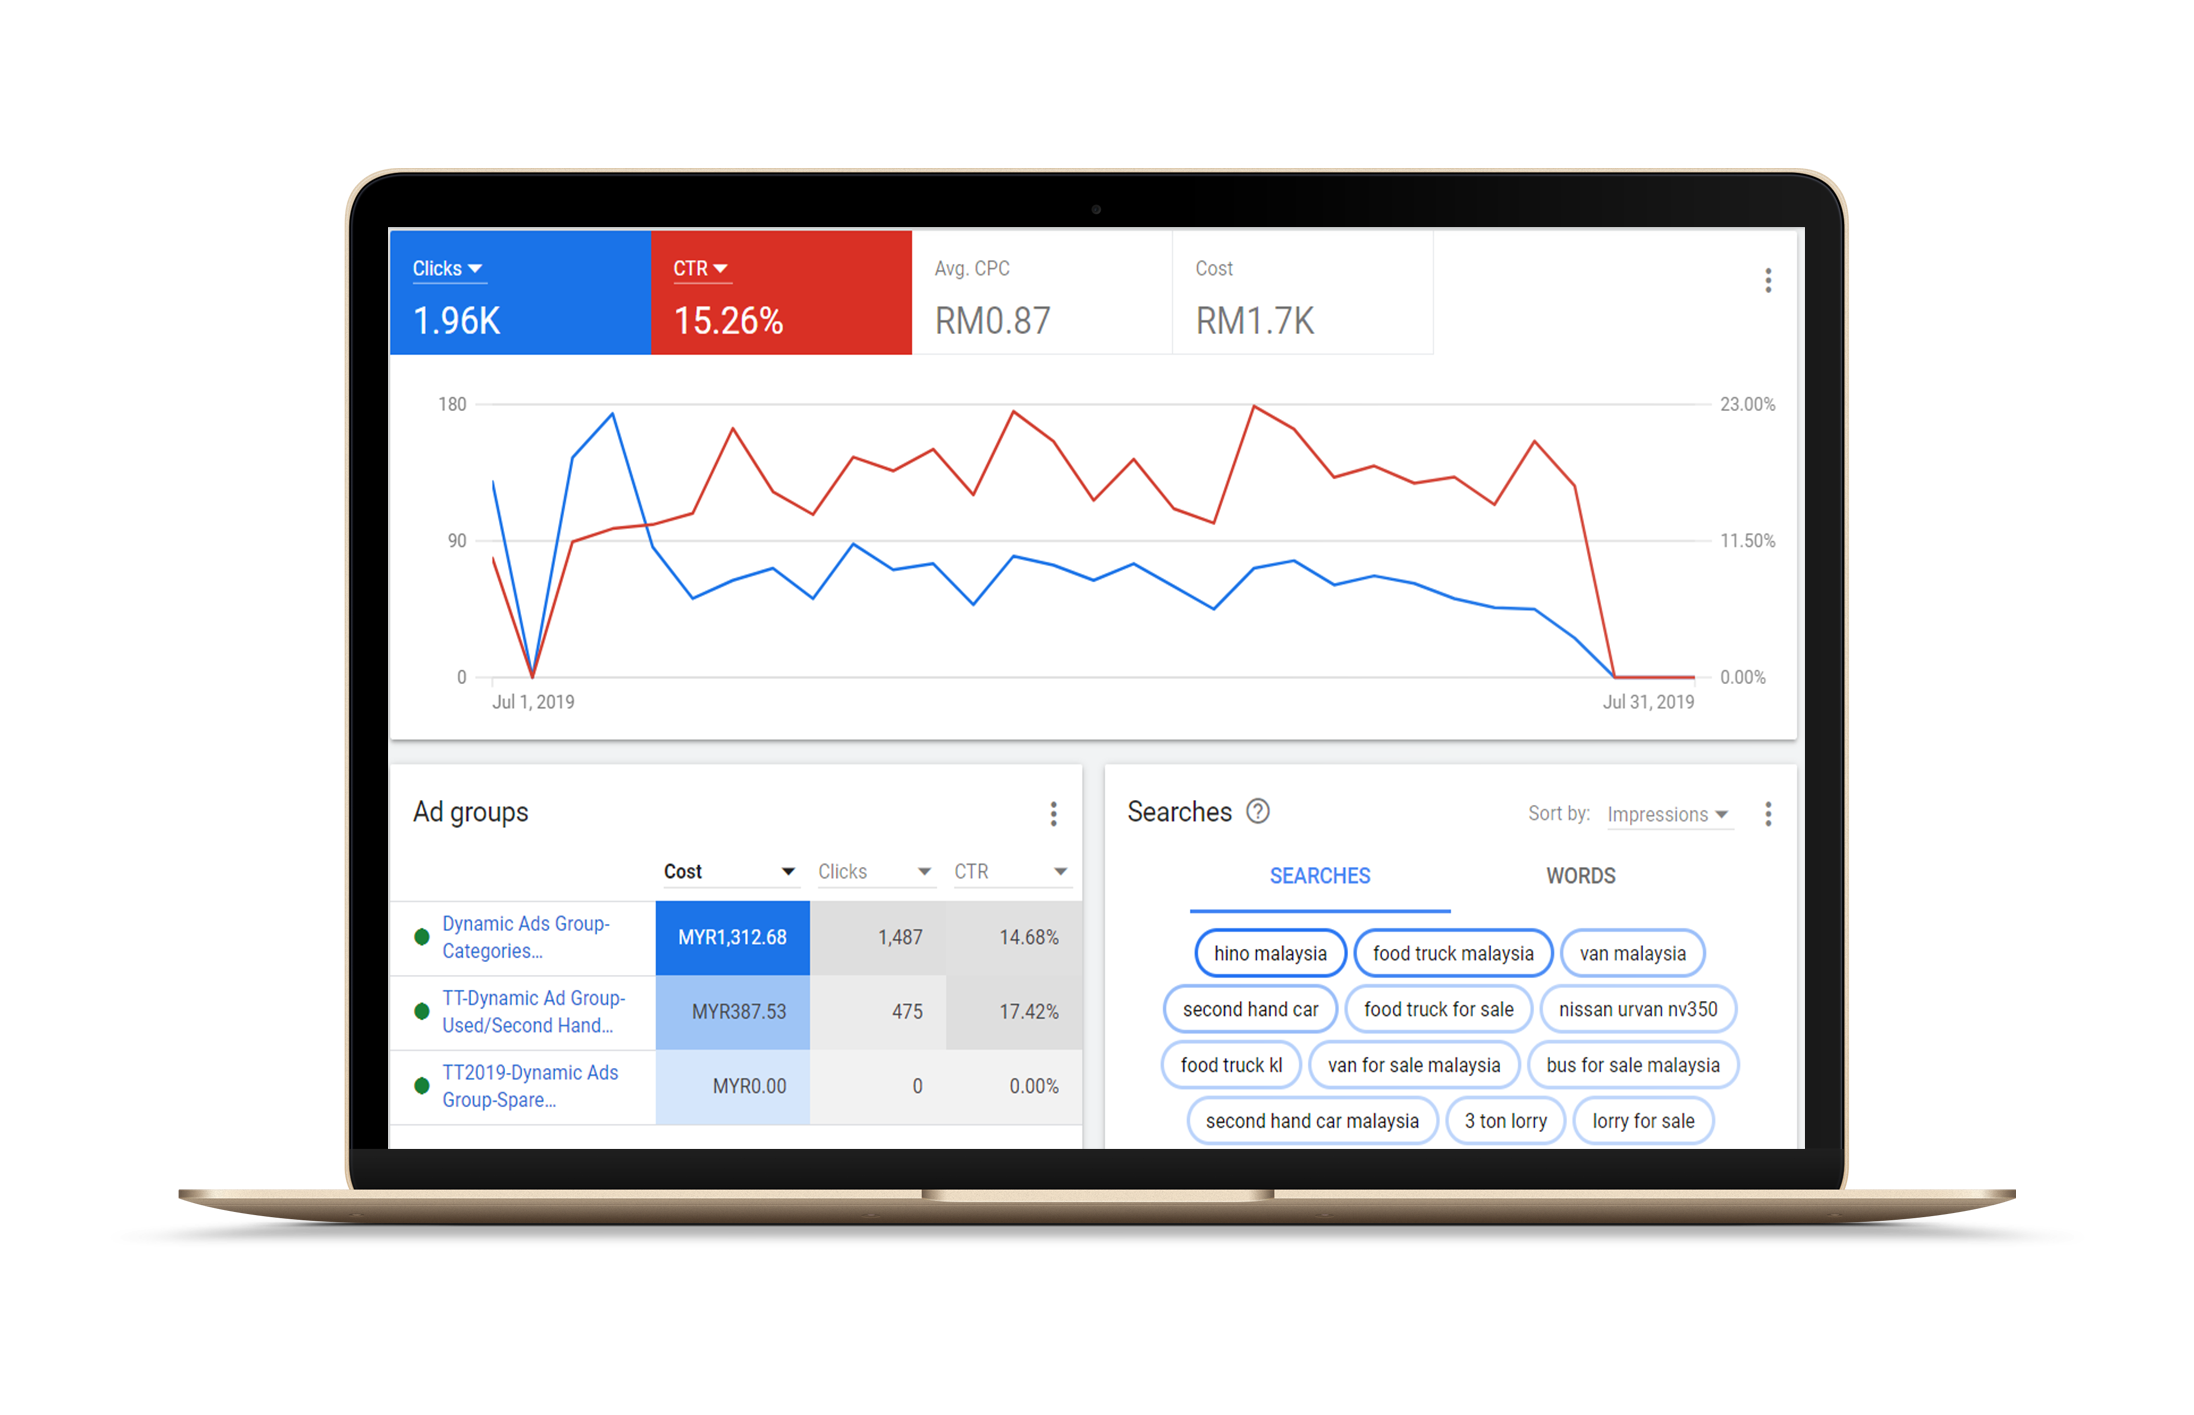 Clicks CTR Avg. CPC Cost
1.96K 15.26% RM0.87 RM1.7K
180 23.00%
90 11.50%
0 0.00%
Jul 1, 2019 Jul 31, 2019
Ad groups
Cost Clicks CTR
Dynamic Ads Group-
Categories... MYR1,312.68 1,487 14.68%
TT-Dynamic Ad Group-
Used/Second Hand... MYR387.53 475 17.42%
TT2019-Dynamic Ads
Group-Spare... MYR0.00 0 0.00%
Searches ? Sort by: Impressions
SEARCHES WORDS
hino malaysia food truck malaysia van malaysia
second hand car food truck for sale nissan urvan nv350
food truck kl van for sale malaysia bus for sale malaysia
second hand car malaysia 3 ton lorry lorry for sale